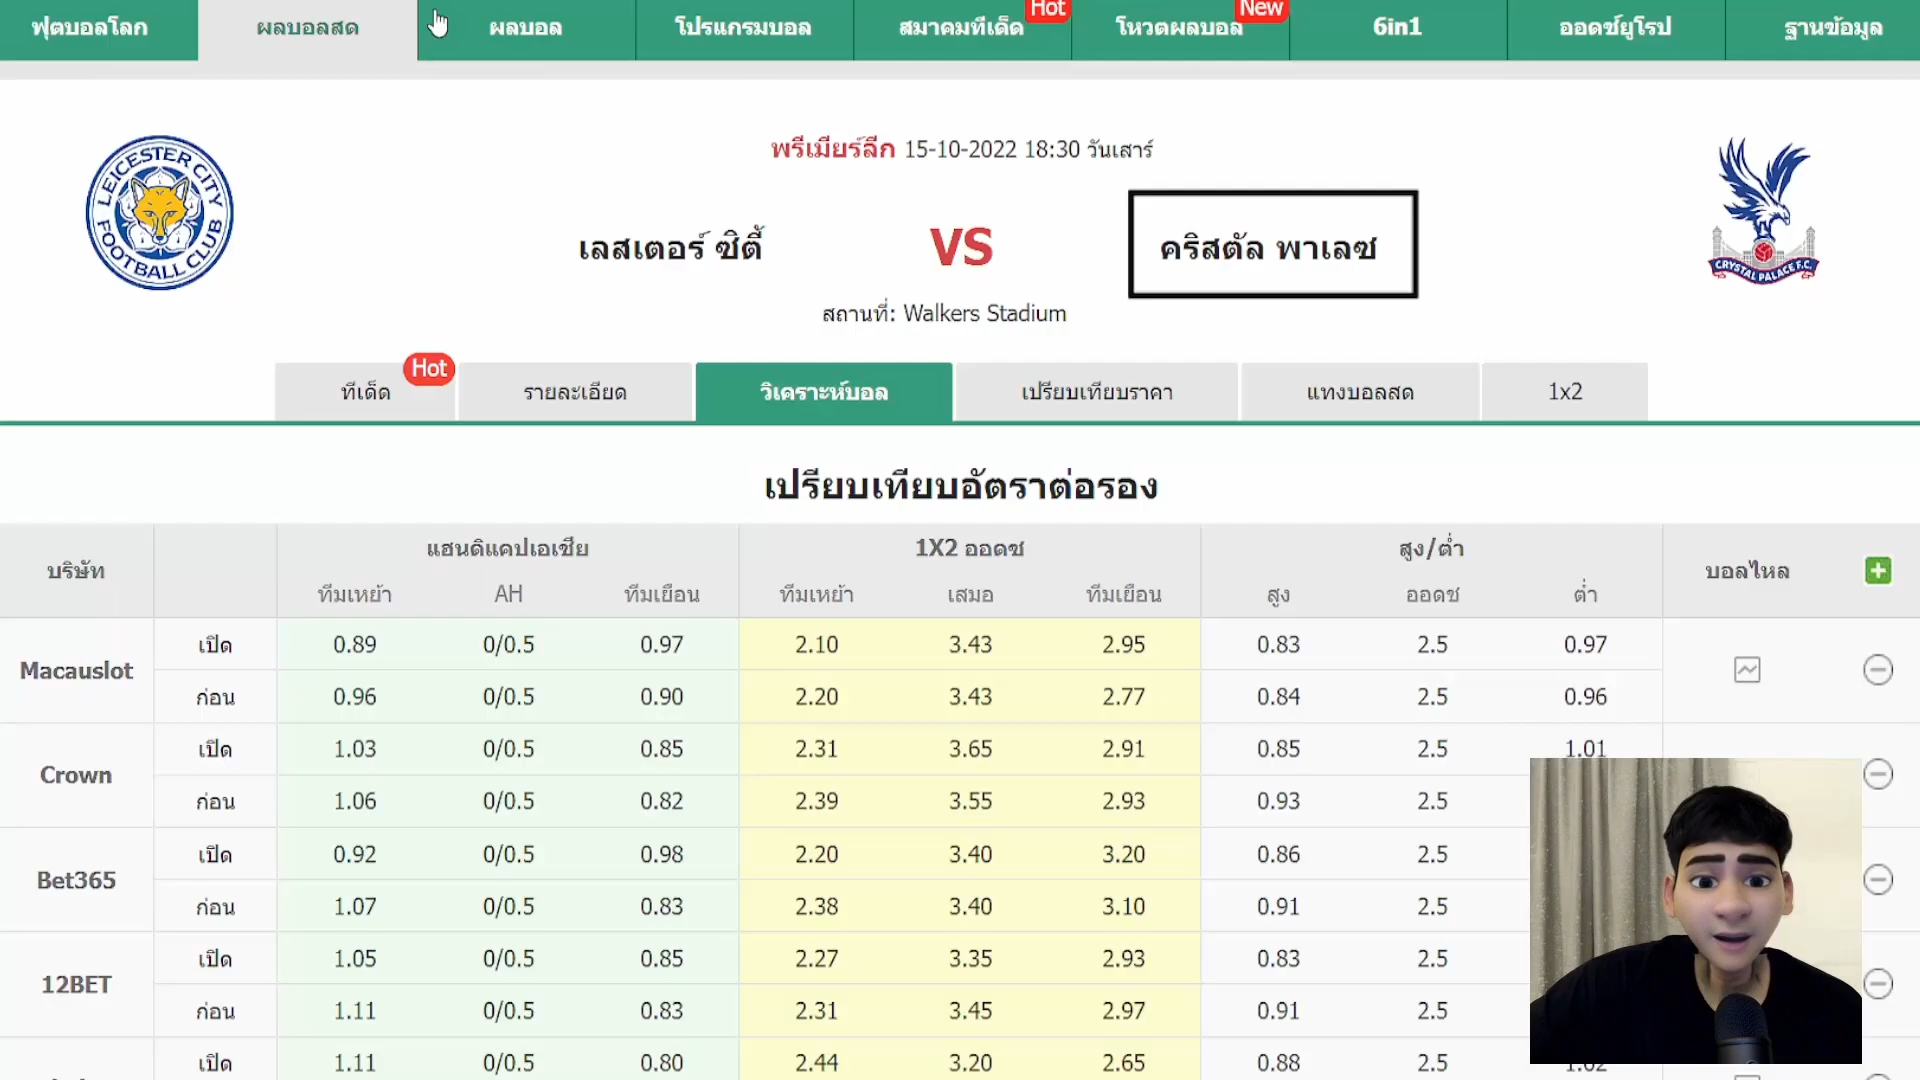 ฟุตบอลโลก ผลบอลสด ผลบอล โปรแกรมบอล สมาคมทีเด็ด Hot โหวตผลบอล New 6in1 ออดซ์ยุโรป ฐานข้อมูล
พรีเมียร์ลีก 15-10-2022 18:30 วันเสาร์
LEICESTER CITY FOOTBALL CLUB
เลสเตอร์ ซิตี้ VS คริสตัล พาเลซ
CRYSTAL PALACE F.C.
สถานที่: Walkers Stadium
ทีเด็ด Hot รายละเอียด วิเคราะห์บอล เปรียบเทียบราคา แทงบอลสด 1x2
เปรียบเทียบอัตราต่อรอง
บริษัท แฮนดิแคปเอเชีย 1X2 ออดซ์ สูง/ต่ำ บอลไหล
ทีมเหย้า AH ทีมเยือน ทีมเหย้า เสมอ ทีมเยือน สูง ออดซ์ ต่ำ
Macauslot
เปิด 0.89 0/0.5 0.97 2.10 3.43 2.95 0.83 2.5 0.97
ก่อน 0.96 0/0.5 0.90 2.20 3.43 2.77 0.84 2.5 0.96
Crown
เปิด 1.03 0/0.5 0.85 2.31 3.65 2.91 0.85 2.5 1.01
ก่อน 1.06 0/0.5 0.82 2.39 3.55 2.93 0.93 2.5
Bet365
เปิด 0.92 0/0.5 0.98 2.20 3.40 3.20 0.86 2.5
ก่อน 1.07 0/0.5 0.83 2.38 3.40 3.10 0.91 2.5
12BET
เปิด 1.05 0/0.5 0.85 2.27 3.35 2.93 0.83 2.5
ก่อน 1.11 0/0.5 0.83 2.31 3.45 2.97 0.91 2.5
เปิด 1.11 0/0.5 0.80 2.44 3.20 2.65 0.88 2.5 1.02